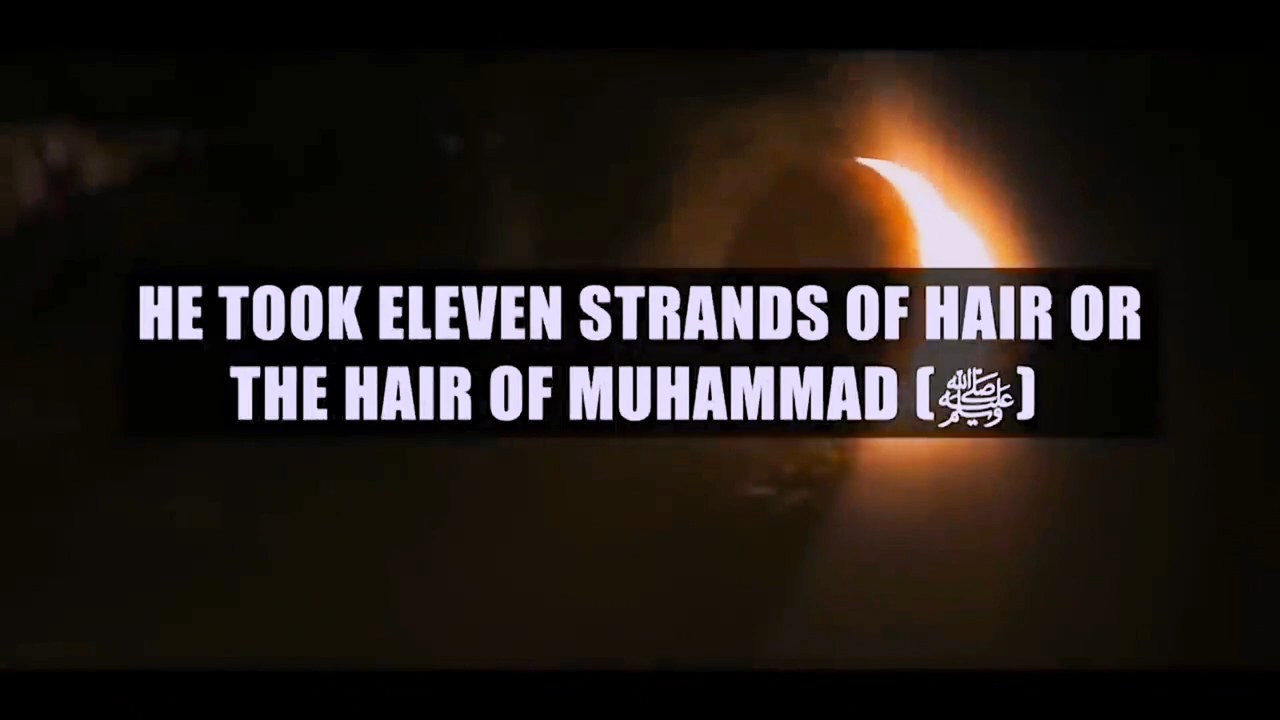 HE TOOK ELEVEN STRANDS OF HAIR OR
THE HAIR OF MUHAMMAD (ﷺ)